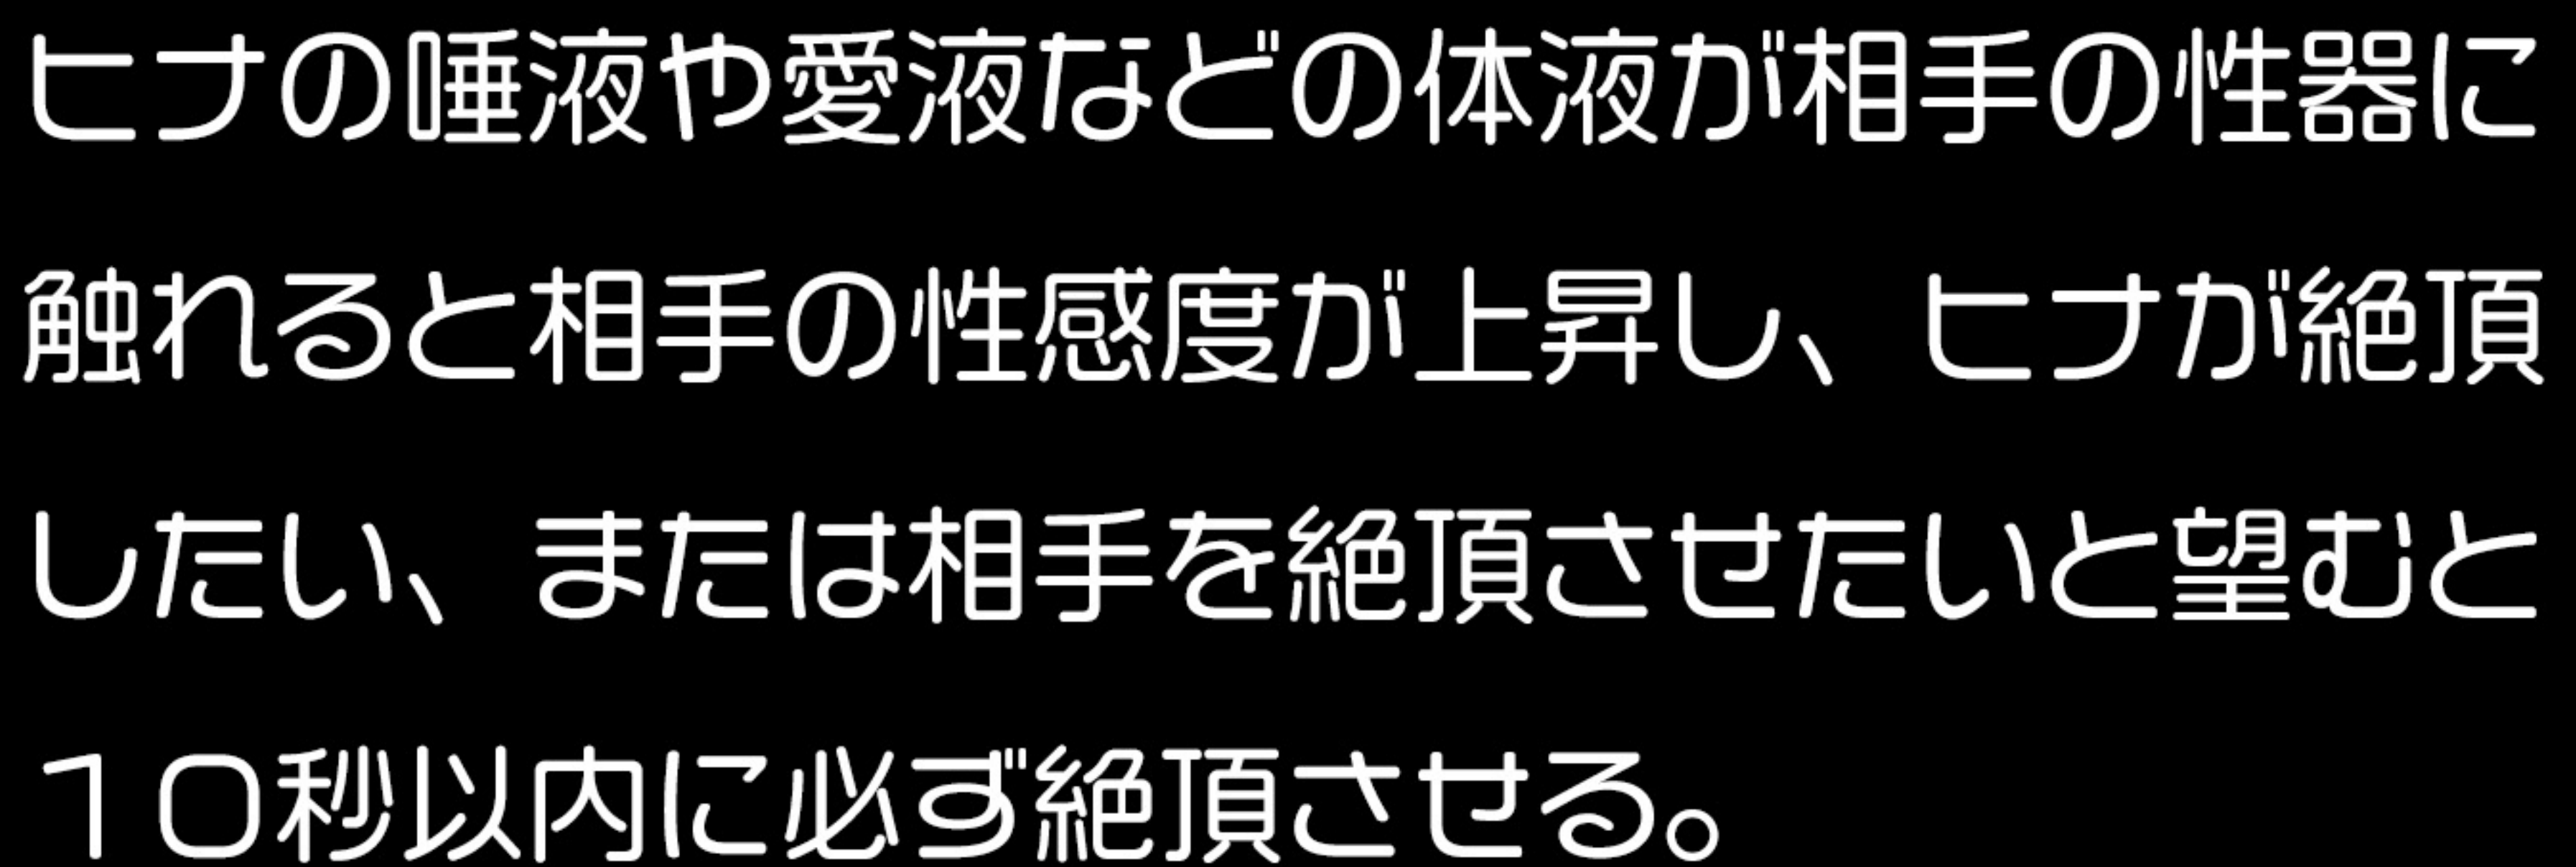 ヒナの唾液や愛液などの体液が相手の性器に
触れると相手の性感度が上昇し、ヒナが絶頂
したい、または相手を絶頂させたいと望むと
１０秒以内に必ず絶頂させる。